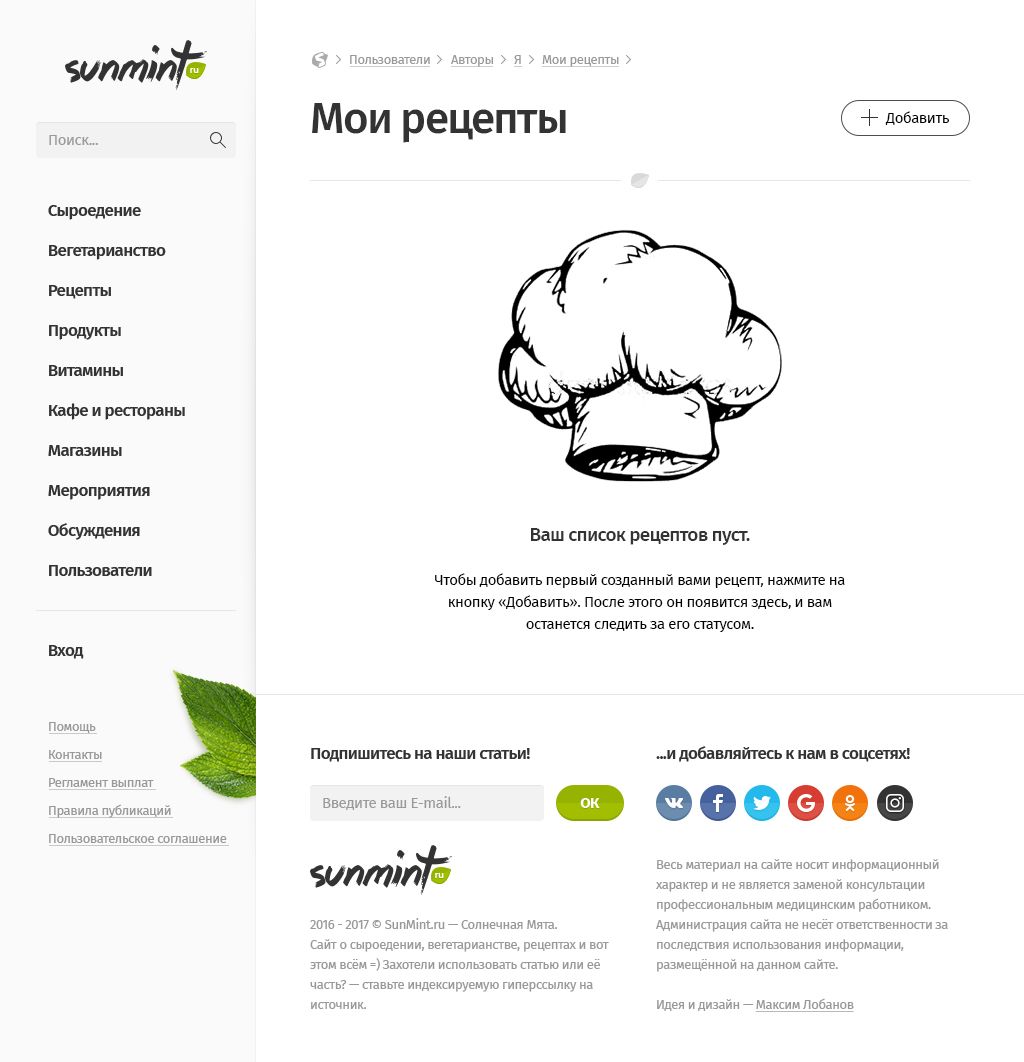 sunmint
ru
Поиск...
Сыроедение
Вегетарианство
Рецепты
Продукты
Витамины
Кафе и рестораны
Магазины
Мероприятия
Обсуждения
Пользователи
Вход
Помощь
Контакты
Регламент выплат
Правила публикаций
Пользовательское соглашение
Пользователи Авторы Я Мои рецепты
Мои рецепты
Добавить
Ваш список рецептов пуст.
Чтобы добавить первый созданный вами рецепт, нажмите на
кнопку «Добавить». После этого он появится здесь, и вам
останется следить за его статусом.
Подпишитесь на наши статьи!
Введите ваш E-mail...
ОК
sunmint
ru
2016 - 2017 © SunMint.ru — Солнечная Мята.
Сайт о сыроедении, вегетарианстве, рецептах и вот
этом всём =) Захотели использовать статью или её
часть? — ставьте индексируемую гиперссылку на
источник.
...и добавляйтесь к нам в соцсетях!
Весь материал на сайте носит информационный
характер и не является заменой консультации
профессиональным медицинским работником.
Администрация сайта не несёт ответственности за
последствия использования информации,
размещённой на данном сайте.
Идея и дизайн — Максим Лобанов